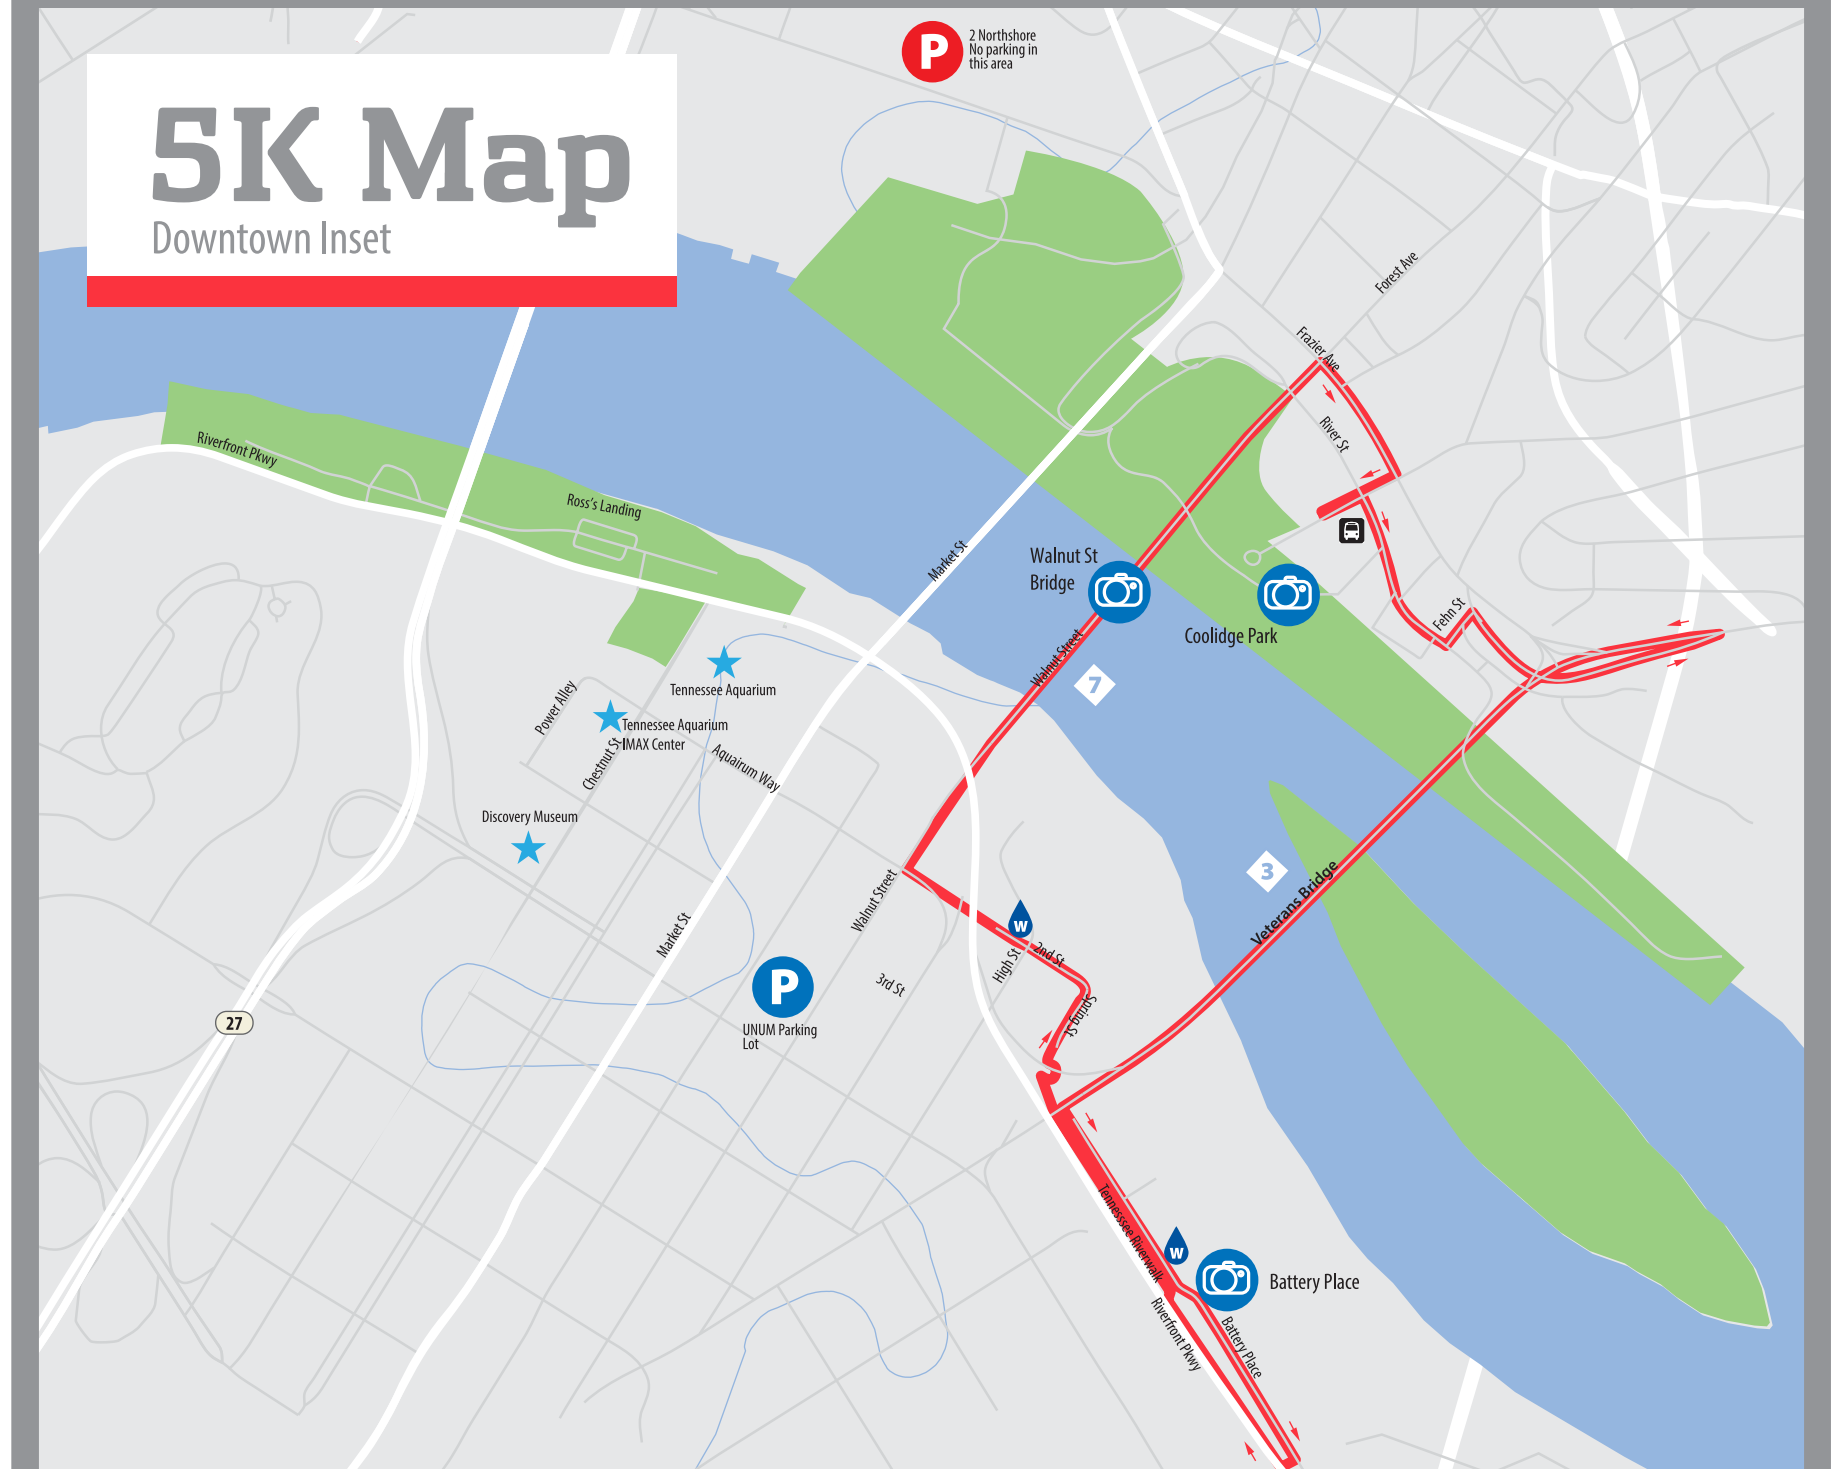 P
2 Northshore
No parking in
this area
5K Map
Downtown Inset
Forest Ave
Frazier Ave
River St
Riverfront Pkwy
Ross's Landing
Market St
Walnut St
Bridge
Coolidge Park
Fehn St
Walnut Street
7
Tennessee Aquarium
Power Alley
Tennessee Aquarium
IMAX Center
Chestnut St
Aquairum Way
Discovery Museum
3
Veterans Bridge
Walnut Street
Market St
W
2nd St
High St
3rd St
Spring St
P
UNUM Parking
Lot
27
Tennesssee Riverwalk
W
Battery Place
Riverfront Pkwy
Battery Place